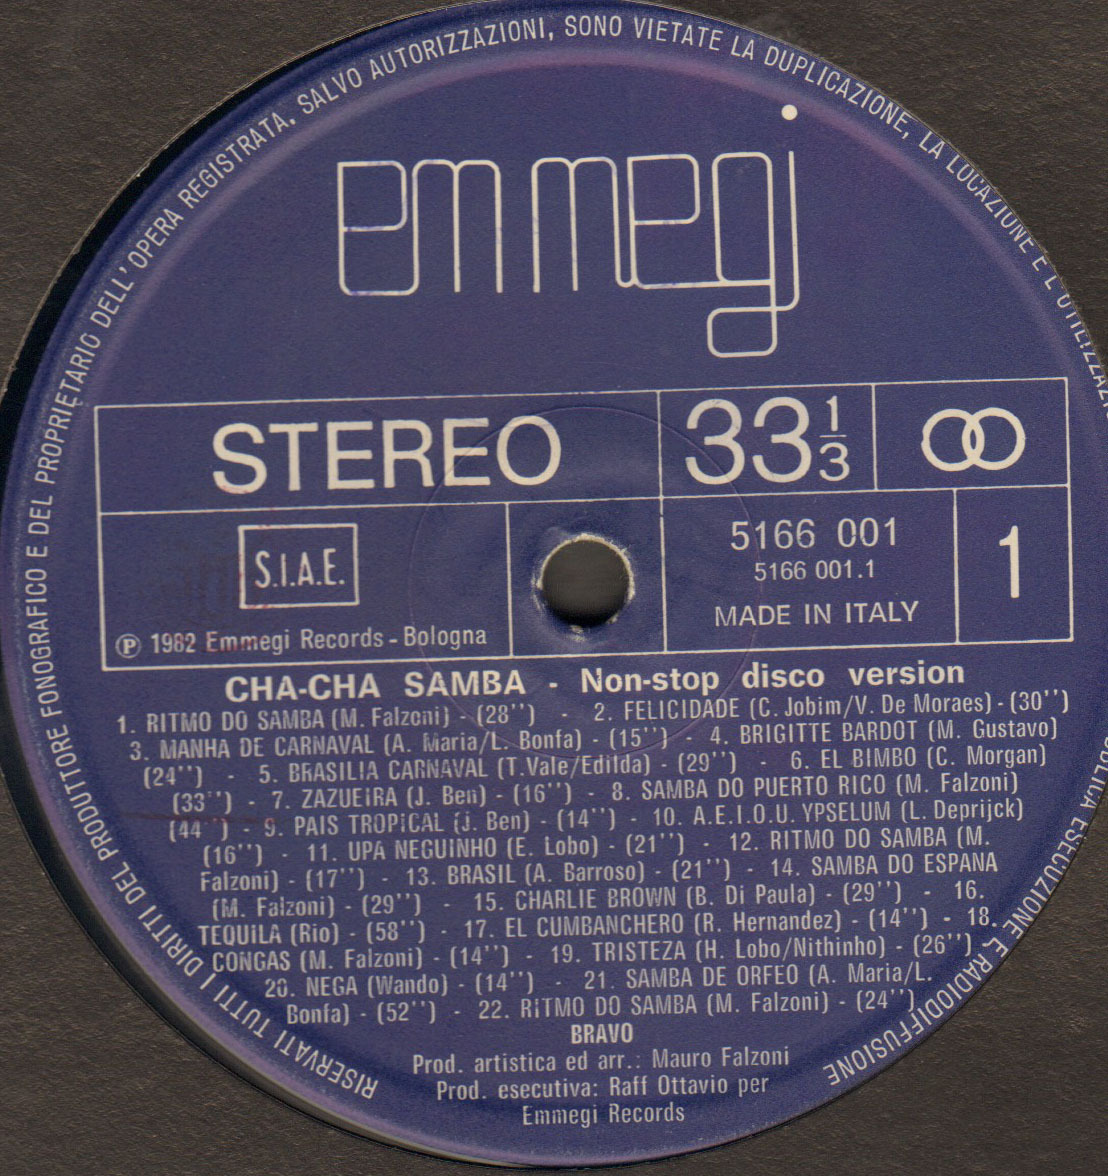 RISERVATI TUTTI I DIRITTI DEL PRODUTTORE FONOGRAFICO E DEL PROPRIETARIO DELL'OPERA REGISTRATA. SALVO AUTORIZZAZIONI, SONO VIETATE LA DUPLICAZIONE, LA LOCAZIONE E L'UTILIZZAZI ESECUZIONE E RADIODIFFUSIONE
emmegi
STEREO
33 1/3
S.I.A.E.
5166 001
5166 001.1
MADE IN ITALY
1
℗ 1982 Emmegi Records - Bologna
CHA-CHA SAMBA - Non-stop disco version
1. RITMO DO SAMBA (M. Falzoni) - (28'') - 2. FELICIDADE (C. Jobim/V. De Moraes) - (30'')
3. MANHA DE CARNAVAL (A. Maria/L. Bonfa) - (15'') - 4. BRIGITTE BARDOT (M. Gustavo)
(24'') - 5. BRASILIA CARNAVAL (T.Vale/Edilda) - (29'') - 6. EL BIMBO (C. Morgan)
(33'') - 7. ZAZUEIRA (J. Ben) - (16'') - 8. SAMBA DO PUERTO RICO (M. Falzoni)
(44'') - 9. PAIS TROPICAL (J. Ben) - (14'') - 10. A.E.I.O.U. YPSELUM (L. Deprijck)
(16'') - 11. UPA NEGUINHO (E. Lobo) - (21'') - 12. RITMO DO SAMBA (M.
Falzoni) - (17'') - 13. BRASIL (A. Barroso) - (21'') - 14. SAMBA DO ESPANA
(M. Falzoni) - (29'') - 15. CHARLIE BROWN (B. Di Paula) - (29'') - 16.
TEQUILA (Rio) - (58'') - 17. EL CUMBANCHERO (R. Hernandez) - (14'') - 18.
CONGAS (M. Falzoni) - (14'') - 19. TRISTEZA (H. Lobo/Nithinho) - (26'') -
20. NEGA (Wando) - (14'') - 21. SAMBA DE ORFEO (A. Maria/L.
Bonfa) - (52'') - 22. RITMO DO SAMBA (M. Falzoni) - (24'')
BRAVO
Prod. artistica ed arr.: Mauro Falzoni
Prod. esecutiva: Raff Ottavio per
Emmegi Records